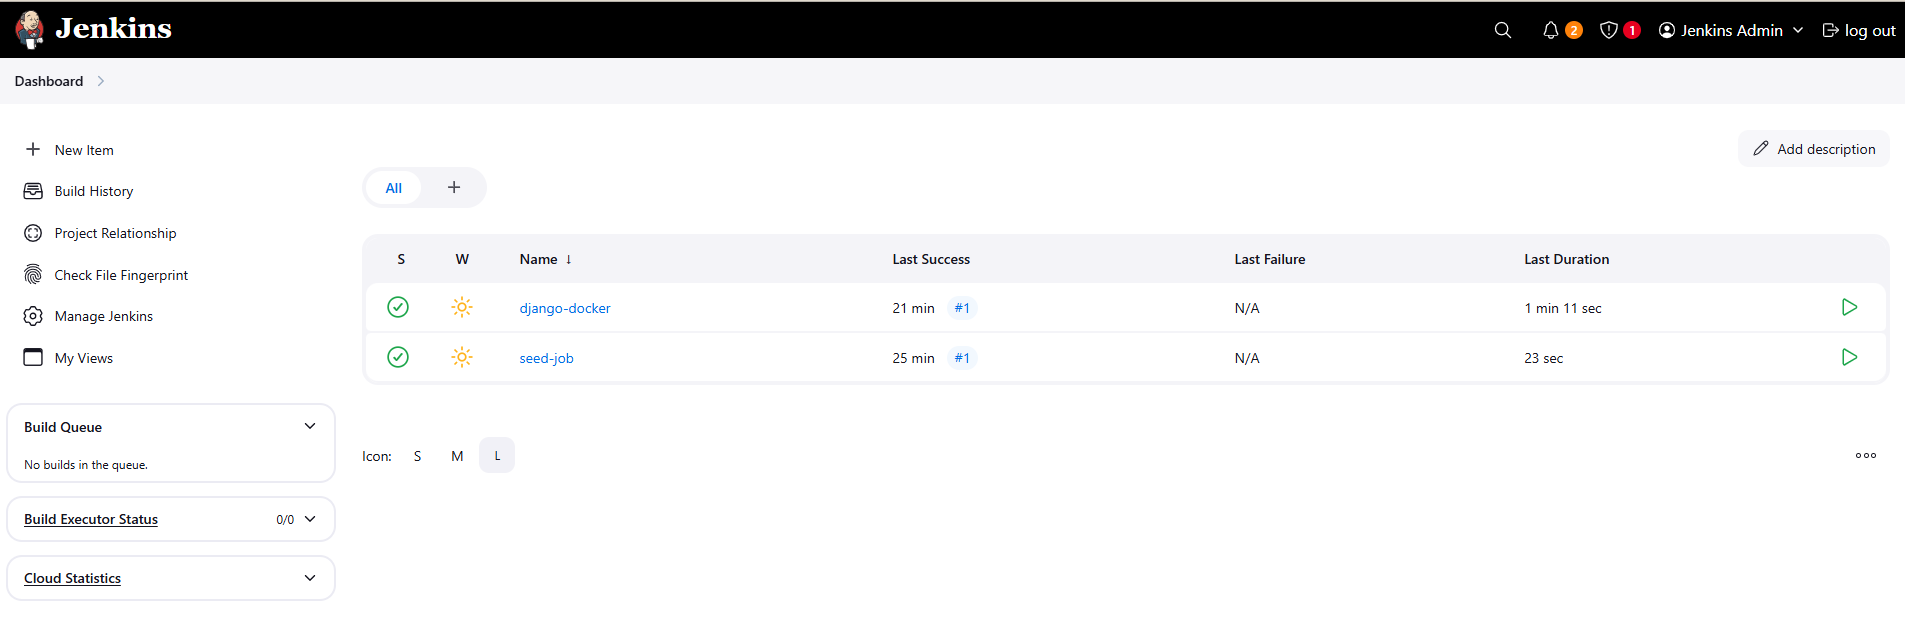 Jenkins
2
1
Jenkins Admin
log out
Dashboard
New Item
Build History
Project Relationship
Check File Fingerprint
Manage Jenkins
My Views
Build Queue
No builds in the queue.
Build Executor Status 0/0
Cloud Statistics
Add description
All +
S W Name ↓ Last Success Last Failure Last Duration
django-docker 21 min #1 N/A 1 min 11 sec
seed-job 25 min #1 N/A 23 sec
Icon: S M L